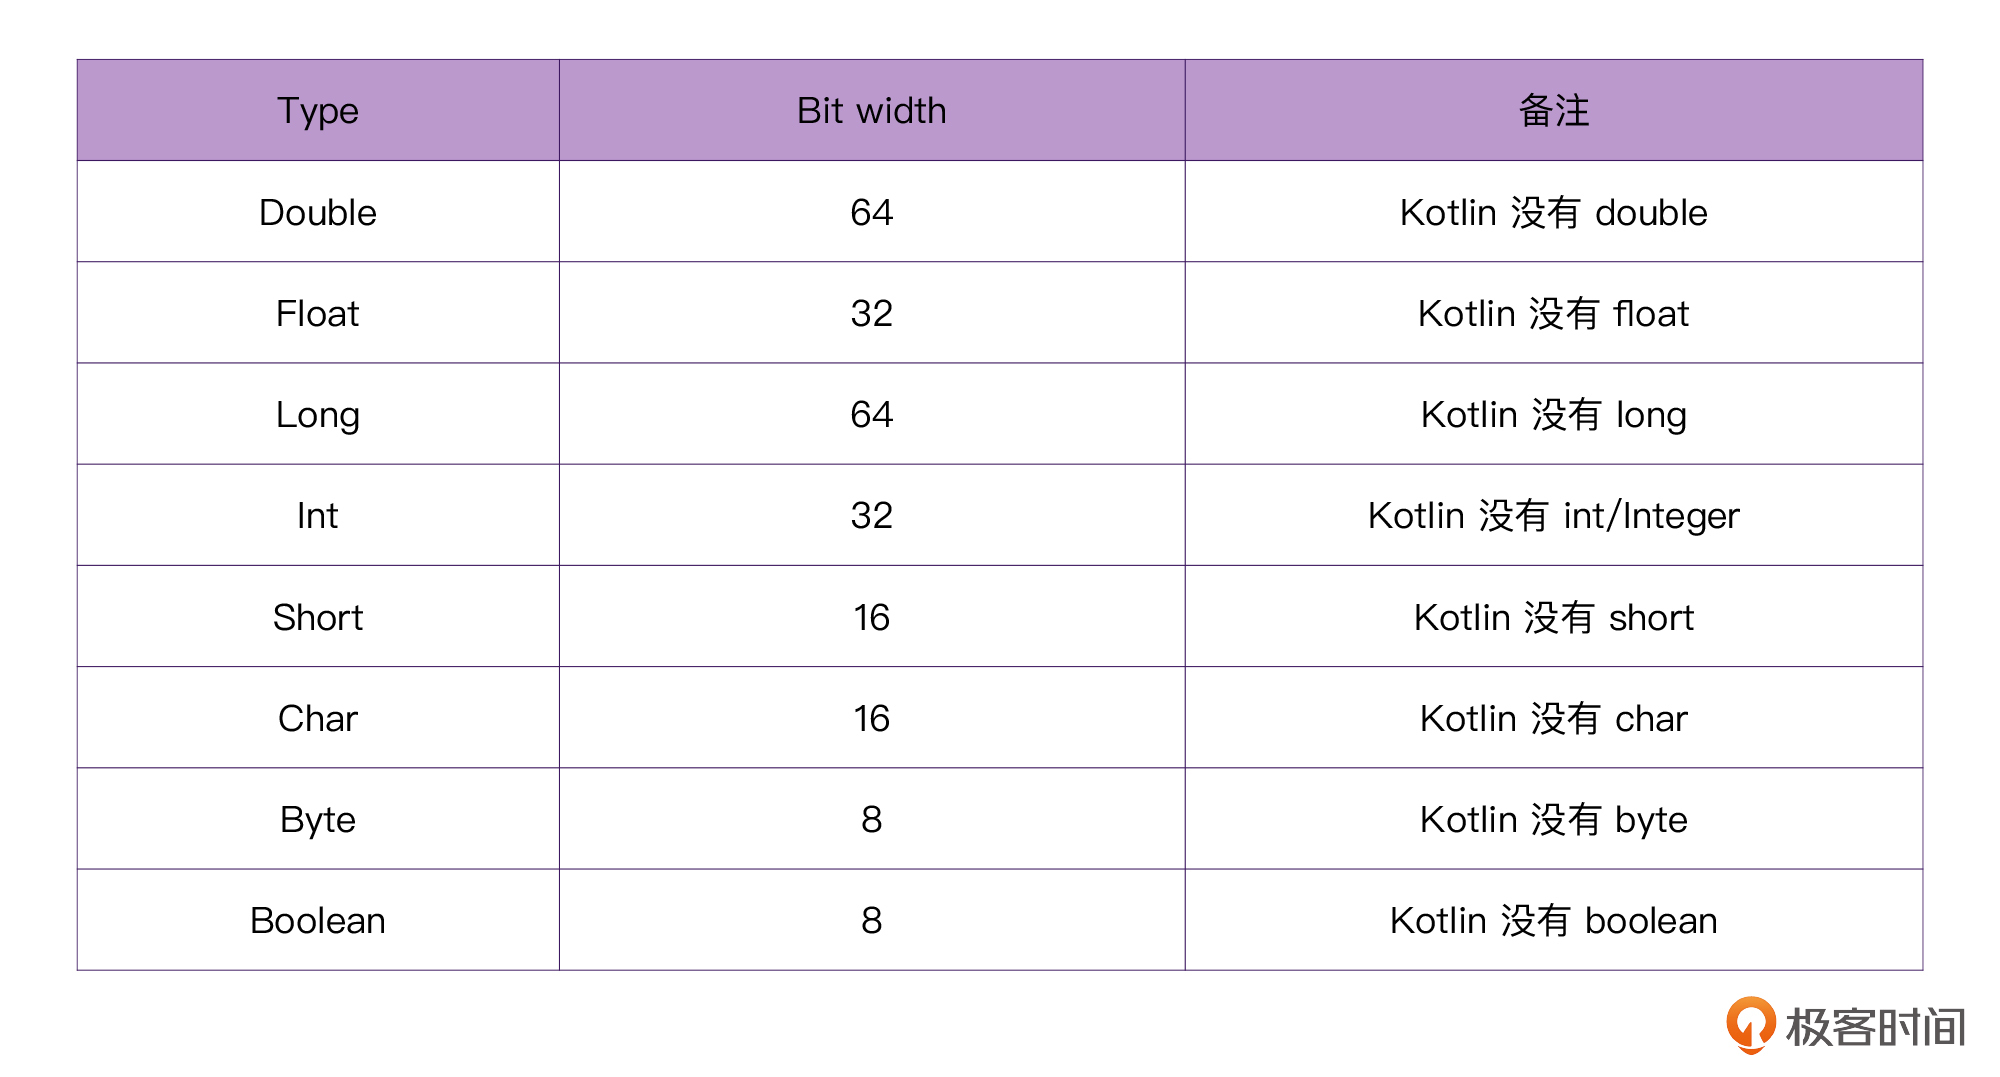 Type Bit width 备注
Double 64 Kotlin 没有 double
Float 32 Kotlin 没有 float
Long 64 Kotlin 没有 long
Int 32 Kotlin 没有 int/Integer
Short 16 Kotlin 没有 short
Char 16 Kotlin 没有 char
Byte 8 Kotlin 没有 byte
Boolean 8 Kotlin 没有 boolean
极客时间